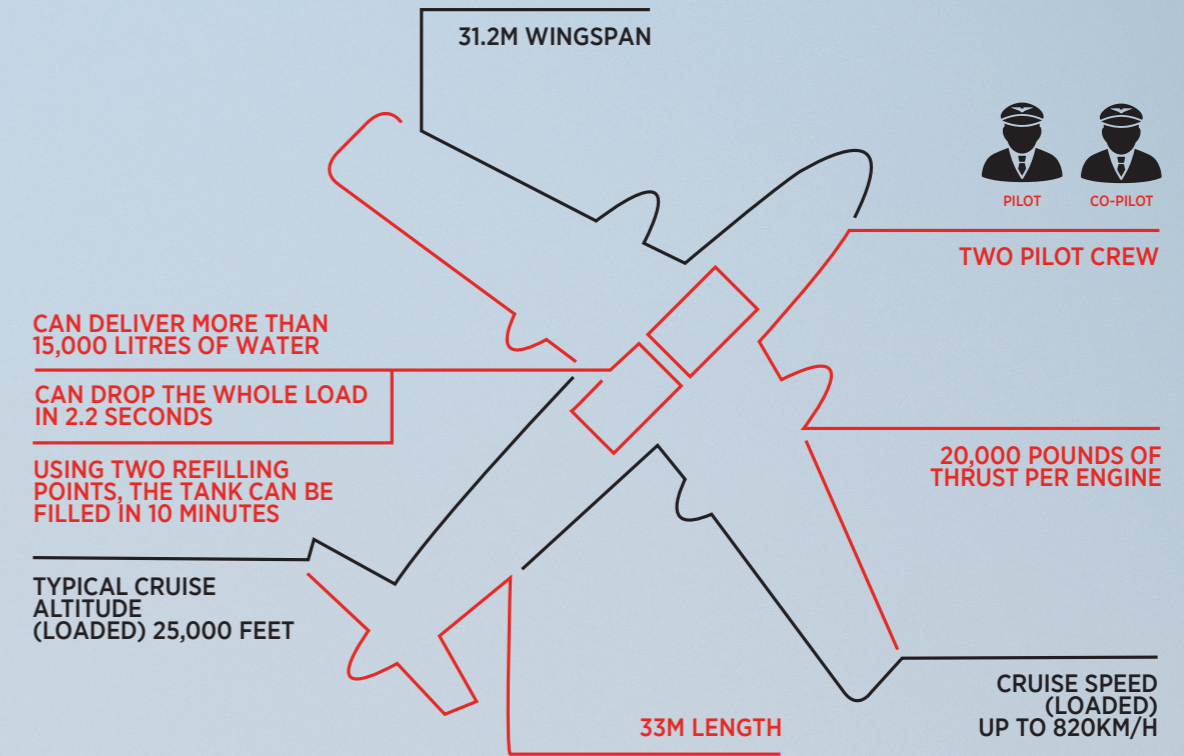 31.2M WINGSPAN
PILOT
CO-PILOT
TWO PILOT CREW
CAN DELIVER MORE THAN
15,000 LITRES OF WATER
CAN DROP THE WHOLE LOAD
IN 2.2 SECONDS
USING TWO REFILLING
POINTS, THE TANK CAN BE
FILLED IN 10 MINUTES
20,000 POUNDS OF
THRUST PER ENGINE
TYPICAL CRUISE
ALTITUDE
(LOADED) 25,000 FEET
33M LENGTH
CRUISE SPEED
(LOADED)
UP TO 820KM/H